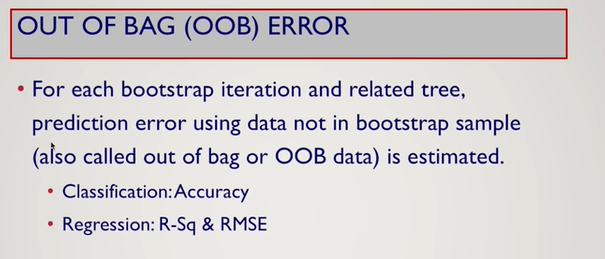 OUT OF BAG (OOB) ERROR
• For each bootstrap iteration and related tree,
prediction error using data not in bootstrap sample
(also called out of bag or OOB data) is estimated.
• Classification: Accuracy
• Regression: R-Sq & RMSE